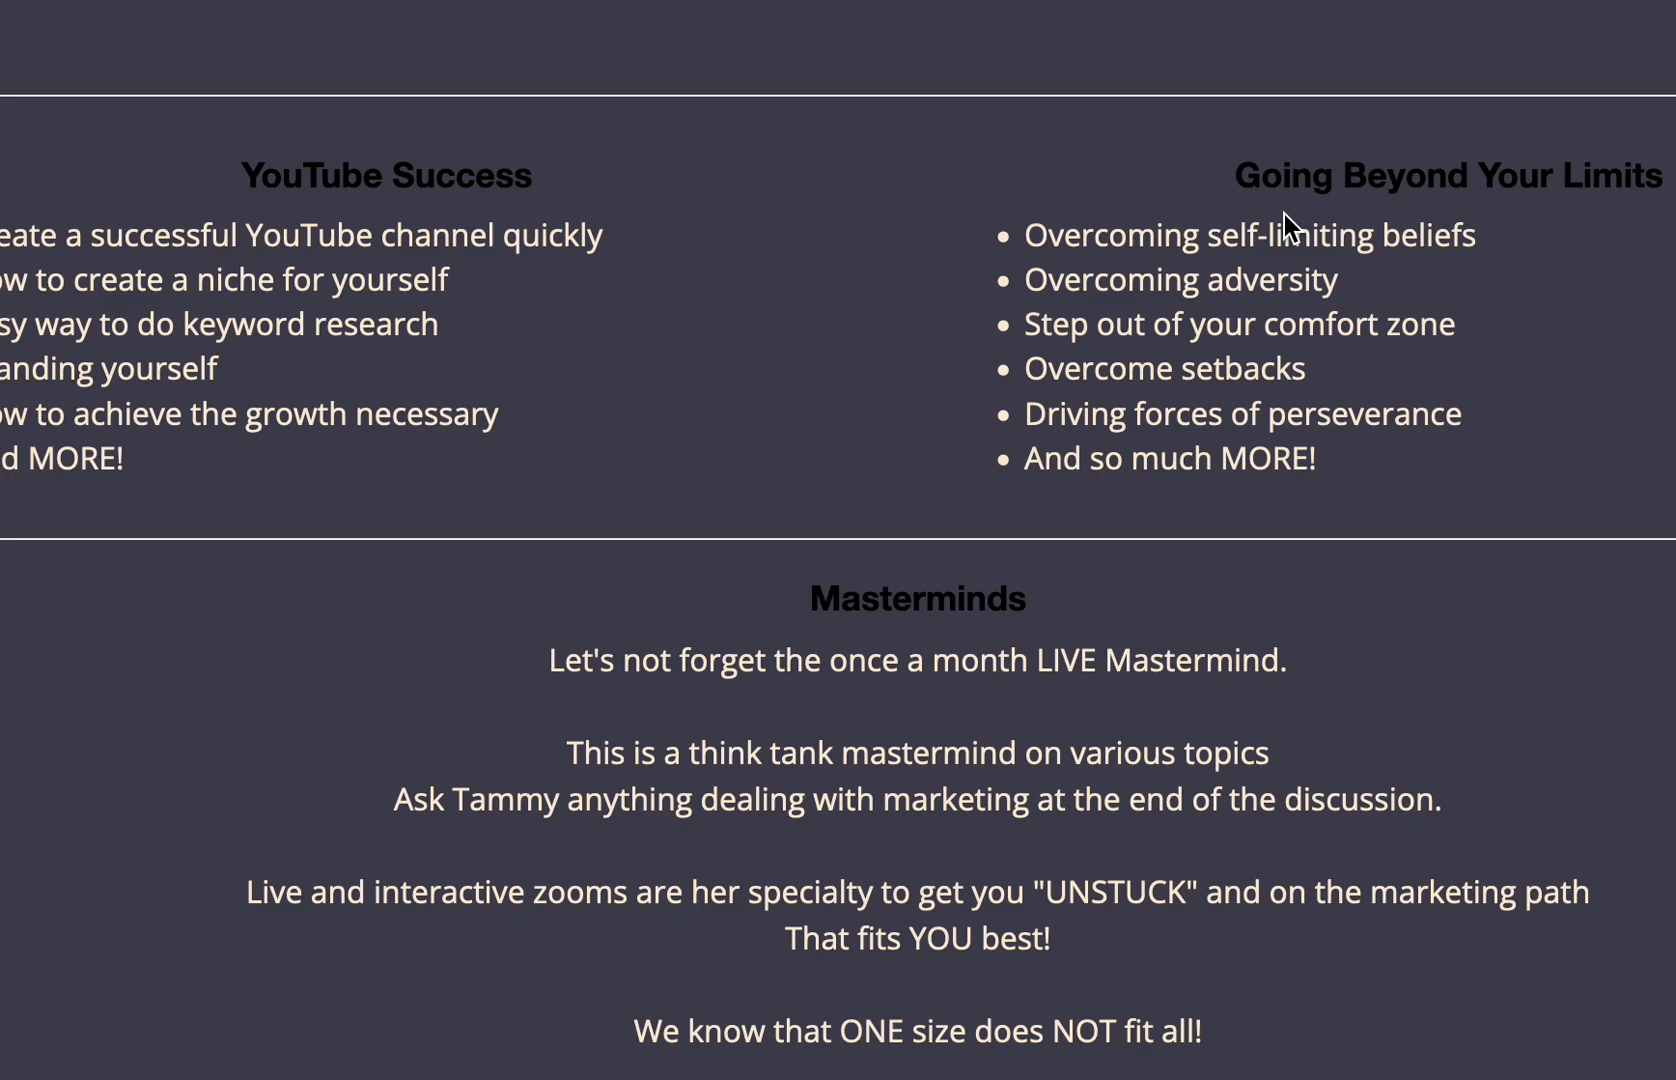 YouTube Success
eate a successful YouTube channel quickly
ow to create a niche for yourself
sy way to do keyword research
anding yourself
ow to achieve the growth necessary
d MORE!
Going Beyond Your Limits
• Overcoming self-limiting beliefs
• Overcoming adversity
• Step out of your comfort zone
• Overcome setbacks
• Driving forces of perseverance
• And so much MORE!
Masterminds
Let's not forget the once a month LIVE Mastermind.
This is a think tank mastermind on various topics
Ask Tammy anything dealing with marketing at the end of the discussion.
Live and interactive zooms are her specialty to get you "UNSTUCK" and on the marketing path
That fits YOU best!
We know that ONE size does NOT fit all!